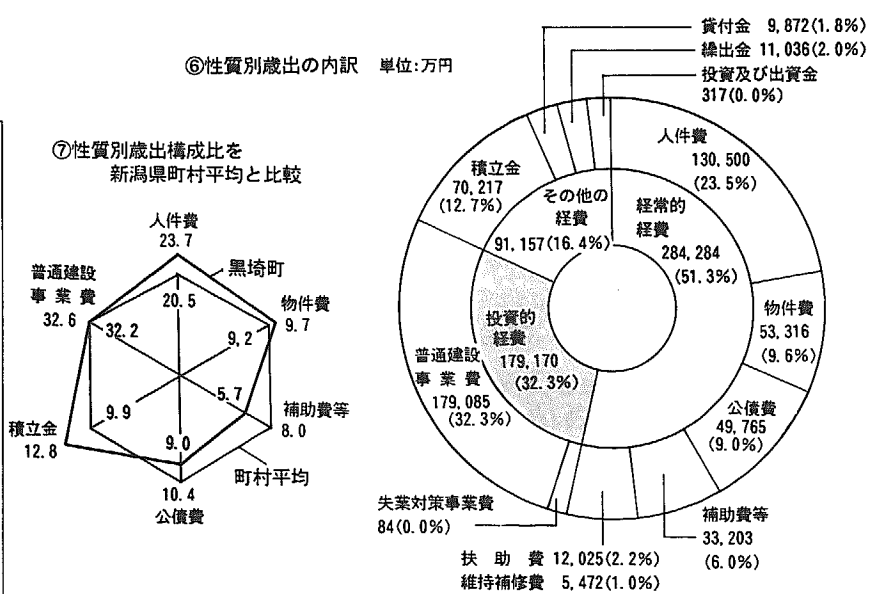 ⑥性質別歳出の内訳 単位:万円
貸付金 9,872(1.8%)
繰出金 11,036(2.0%)
投資及び出資金
317(0.0%)
人件費
130,500
(23.5%)
物件費
53,316
(9.6%)
公債費
49,765
(9.0%)
補助費等
33,203
(6.0%)
扶助費 12,025(2.2%)
維持補修費 5,472(1.0%)
失業対策事業費
84(0.0%)
普通建設
事業費
179,085
(32.3%)
積立金
70,217
(12.7%)
その他の
経費
91,157(16.4%)
経常的
経費
284,284
(51.3%)
投資的
経費
179,170
(32.3%)
⑦性質別歳出構成比を
新潟県町村平均と比較
人件費
23.7
黒埼町
普通建設
事業費
32.6
20.5
物件費
9.7
32.2
9.2
9.9
5.7
積立金
12.8
補助費等
8.0
9.0
町村平均
10.4
公債費